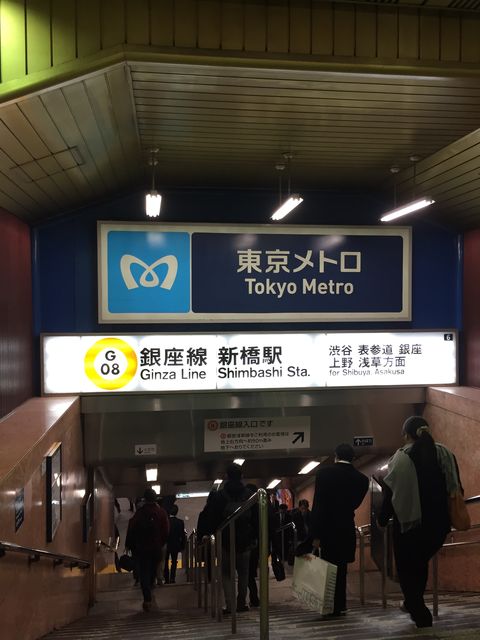 東京メトロ
Tokyo Metro
G
08
銀座線 新橋駅
Ginza Line Shimbashi Sta.
渋谷 表参道 銀座
上野 浅草方面
for Shibuya, Asakusa
6
銀座線入口です